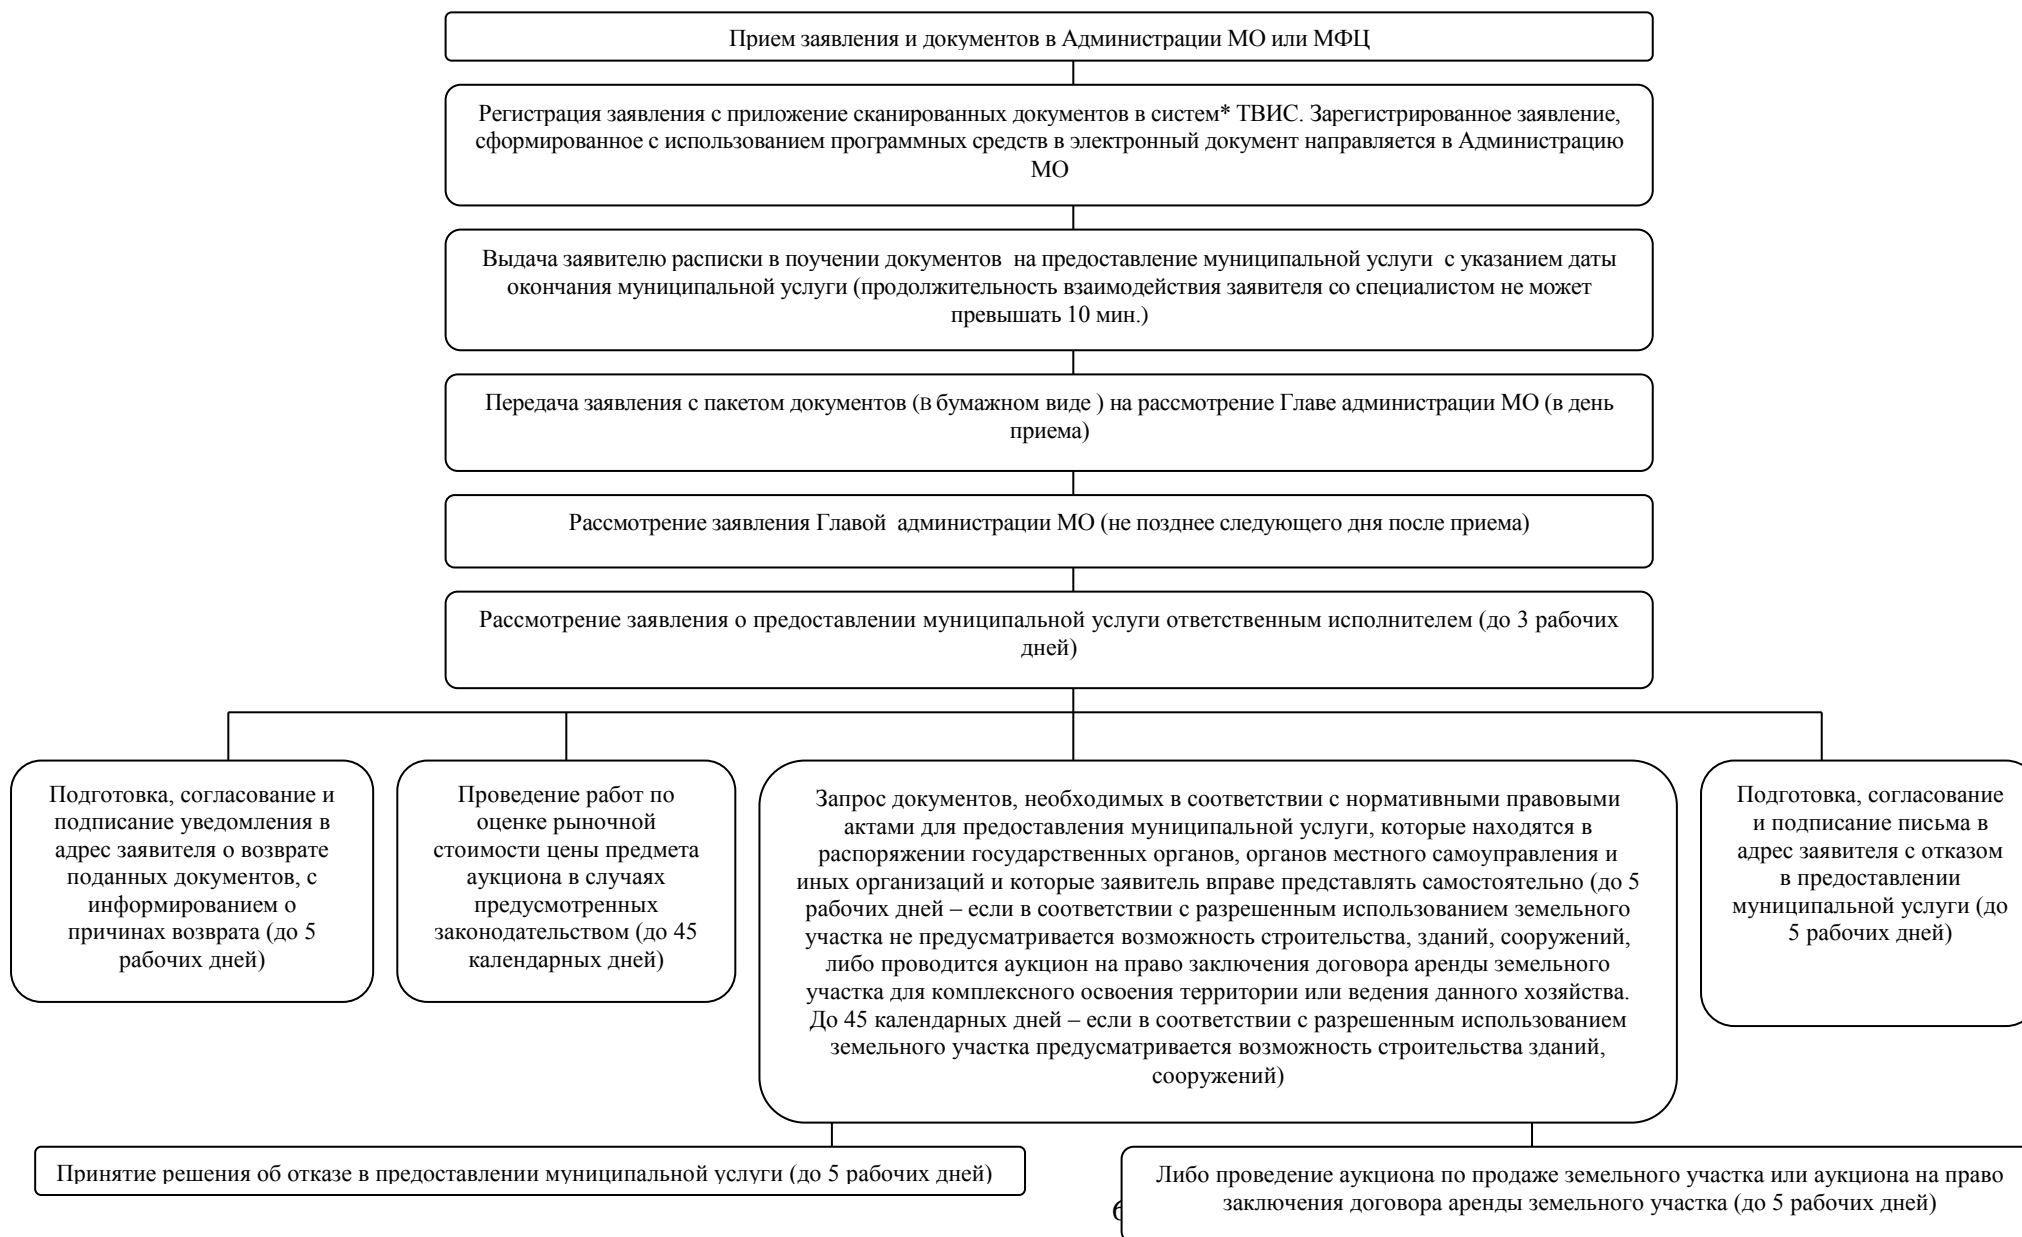 Прием заявления и документов в Администрации МО или МФЦ
Регистрация заявления с приложение сканированных документов в систем* ТВИС. Зарегистрированное заявление,
сформированное с использованием программных средств в электронный документ направляется в Администрацию
МО
Выдача заявителю расписки в поучении документов на предоставление муниципальной услуги с указанием даты
окончания муниципальной услуги (продолжительность взаимодействия заявителя со специалистом не может
превышать 10 мин.)
Передача заявления с пакетом документов (в бумажном виде ) на рассмотрение Главе администрации МО (в день
приема)
Рассмотрение заявления Главой администрации МО (не позднее следующего дня после приема)
Рассмотрение заявления о предоставлении муниципальной услуги ответственным исполнителем (до 3 рабочих
дней)
Подготовка, согласование и
подписание уведомления в
адрес заявителя о возврате
поданных документов, с
информированием о
причинах возврата (до 5
рабочих дней)
Проведение работ по
оценке рыночной
стоимости цены предмета
аукциона в случаях
предусмотренных
законодательством (до 45
календарных дней)
Запрос документов, необходимых в соответствии с нормативными правовыми
актами для предоставления муниципальной услуги, которые находятся в
распоряжении государственных органов, органов местного самоуправления и
иных организаций и которые заявитель вправе представлять самостоятельно (до 5
рабочих дней – если в соответствии с разрешенным использованием земельного
участка не предусматривается возможность строительства, зданий, сооружений,
либо проводится аукцион на право заключения договора аренды земельного
участка для комплексного освоения территории или ведения данного хозяйства.
До 45 календарных дней – если в соответствии с разрешенным использованием
земельного участка предусматривается возможность строительства зданий,
сооружений)
Подготовка, согласование
и подписание письма в
адрес заявителя с отказом
в предоставлении
муниципальной услуги (до
5 рабочих дней)
Принятие решения об отказе в предоставлении муниципальной услуги (до 5 рабочих дней)
Либо проведение аукциона по продаже земельного участка или аукциона на право
заключения договора аренды земельного участка (до 5 рабочих дней)